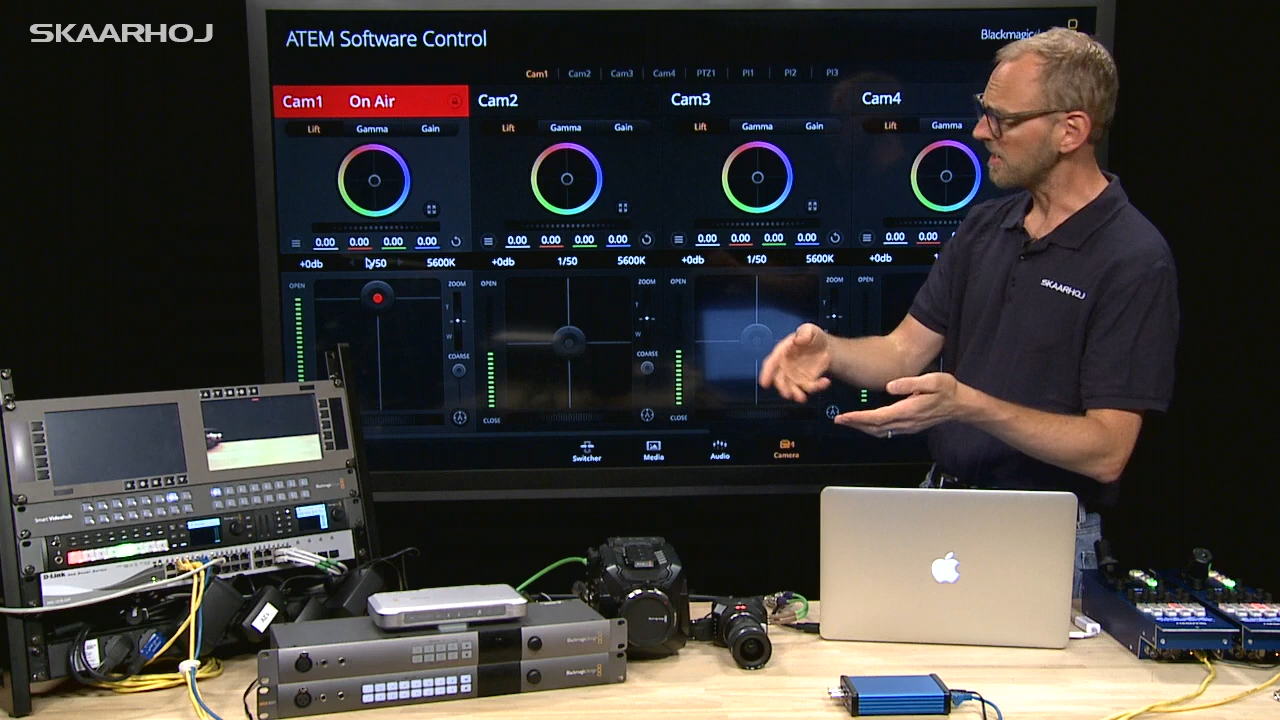 SKAARHOJ
ATEM Software Control
Blackmagic
Cam1 Cam2 Cam3 Cam4 PTZ1 PI1 PI2 PI3
Cam1 On Air Cam2 Cam3 Cam4
Lift Gamma Gain Lift Gamma Gain Lift Gamma Gain Lift Gamma
0.00 0.00 0.00 0.00 0.00 0.00 0.00 0.00 0.00 0.00 0.00 0.00 0.00 0.00
+0db 1/50 5600K +0db 1/50 5600K +0db 1/50 5600K +0db
OPEN ZOOM OPEN ZOOM OPEN ZOOM OPEN
T T T
W W W
COARSE COARSE
CLOSE CLOSE
Switcher Media Audio Camera
SKAARHOJ
Smart Videohub
D-Link